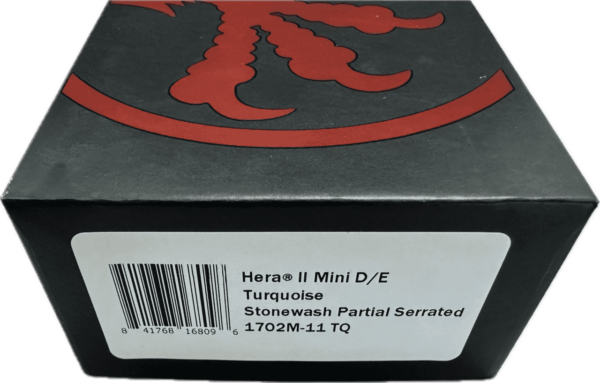 Hera® II Mini D/E
Turquoise
Stonewash Partial Serrated
1702M-11 TQ
8 41768 16809 6